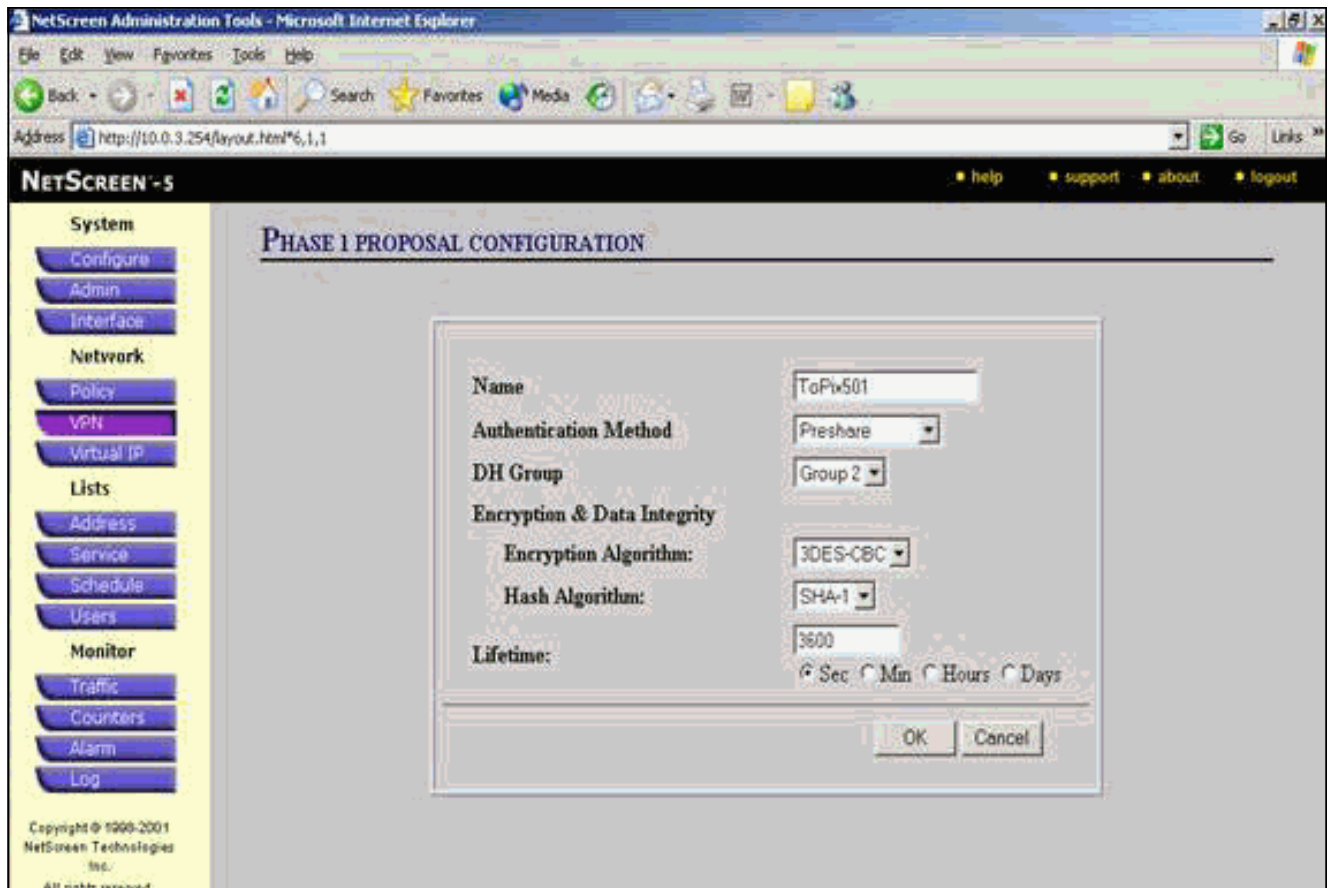 NetScreen Administration Tools - Microsoft Internet Explorer
File Edit View Favorites Tools Help
Back Search Favorites Media
Address http://10.0.3.254/layout.html*6,1,1 Go Links »
NETSCREEN-5
help support about logout
System
Configure
Admin
Interface
Network
Policy
VPN
Virtual IP
Lists
Address
Service
Schedule
Users
Monitor
Traffic
Counters
Alarm
Log
Copyright © 1998-2001
NetScreen Technologies
Inc.
All rights reserved
PHASE 1 PROPOSAL CONFIGURATION
Name ToPix501
Authentication Method Preshare
DH Group Group 2
Encryption & Data Integrity
Encryption Algorithm: 3DES-CBC
Hash Algorithm: SHA-1
Lifetime: 3600
Sec Min Hours Days
OK Cancel